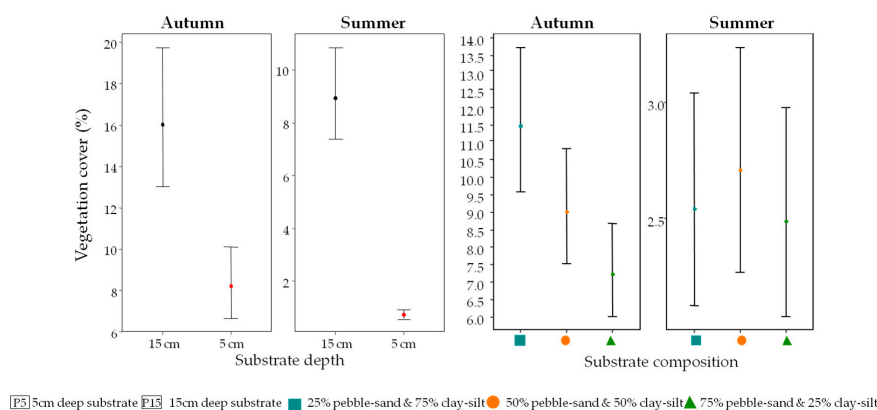 Autumn
Summer
Autumn
Summer
Vegetation cover (%)
20
18
16
14
12
10
8
6
15 cm
5 cm
10
8
6
4
2
15 cm
5 cm
Substrate depth
14.0
13.0
12.5
12.0
11.5
11.0
10.5
10.0
9.5
9.0
8.5
8.0
7.5
7.0
6.5
6.0
3.0
2.5
Substrate composition
P5 5cm deep substrate P15 15cm deep substrate 25% pebble-sand & 75% clay-silt 50% pebble-sand & 50% clay-silt 75% pebble-sand & 25% clay-silt